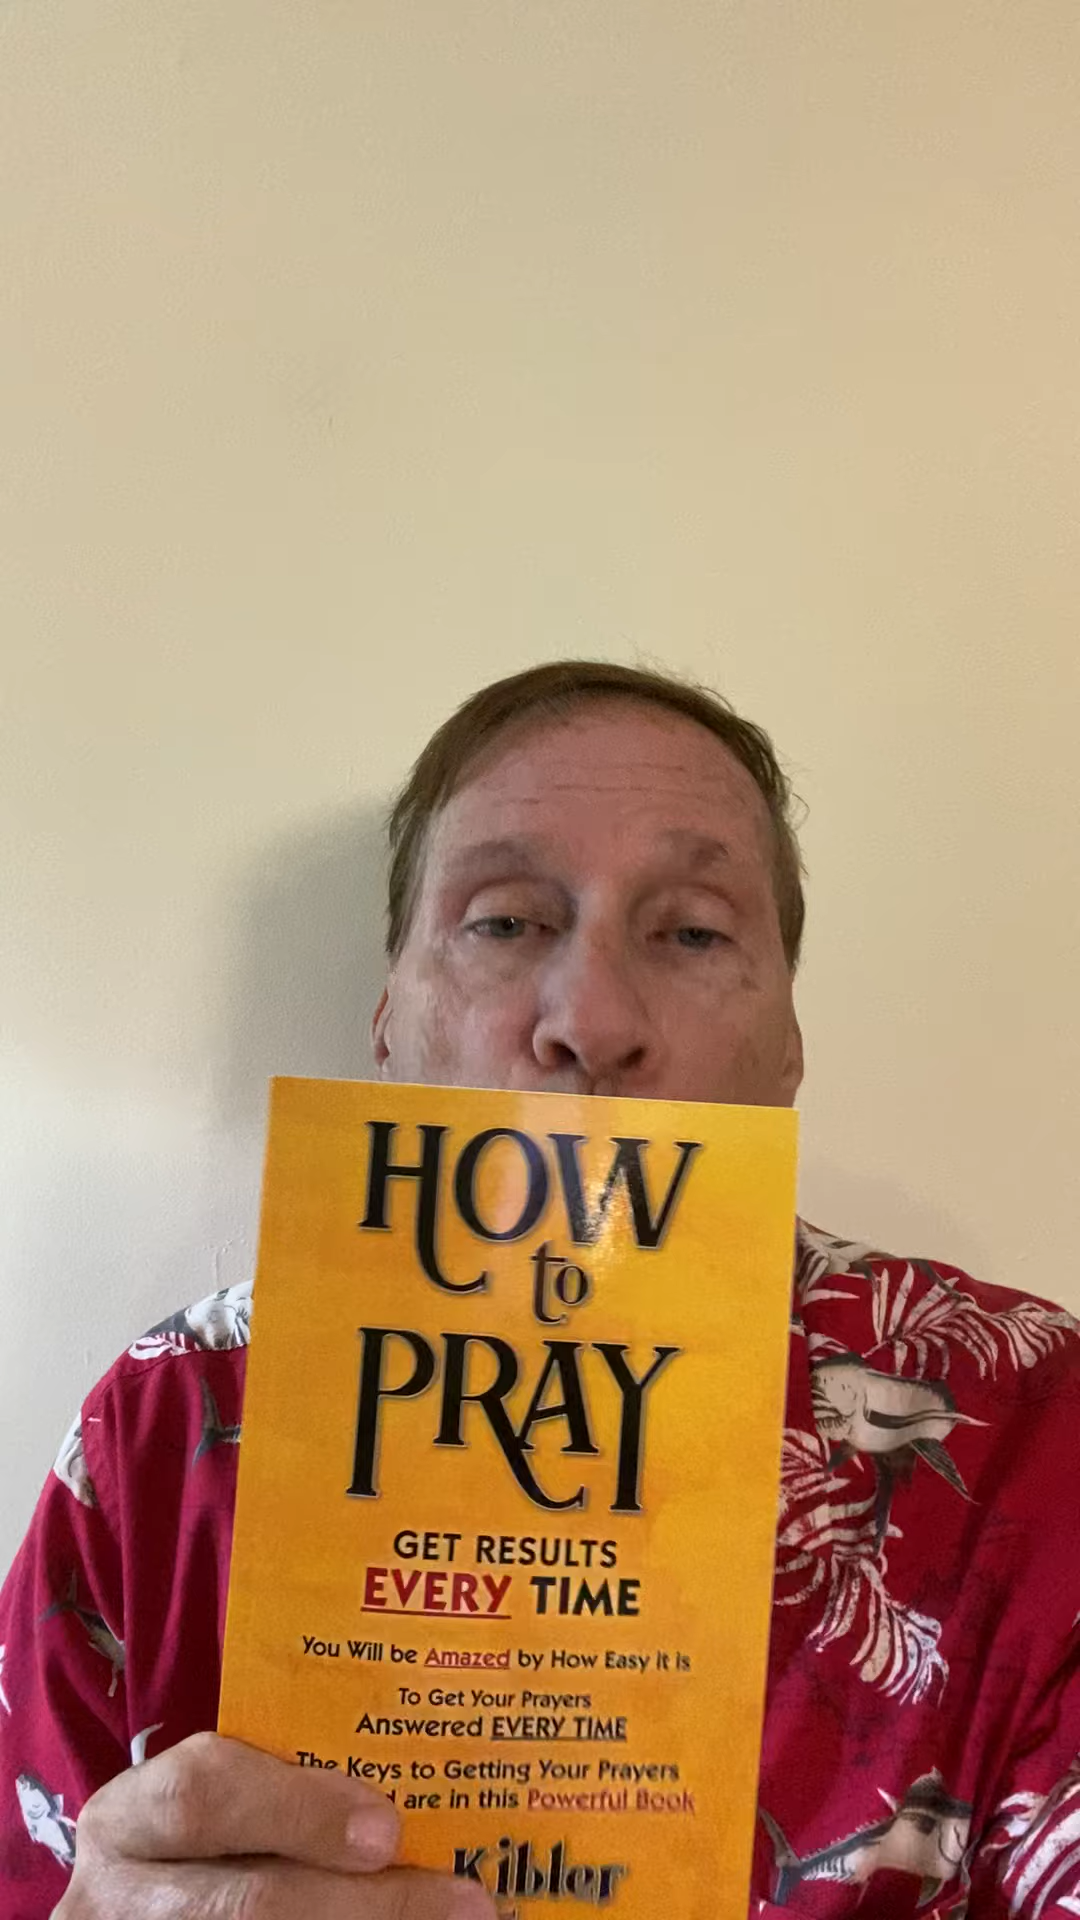 HOW
to
PRAY
GET RESULTS
EVERY TIME
You Will be Amazed by How Easy it is
To Get Your Prayers
Answered EVERY TIME
The Keys to Getting Your Prayers
are in this Powerful Book
Kibler